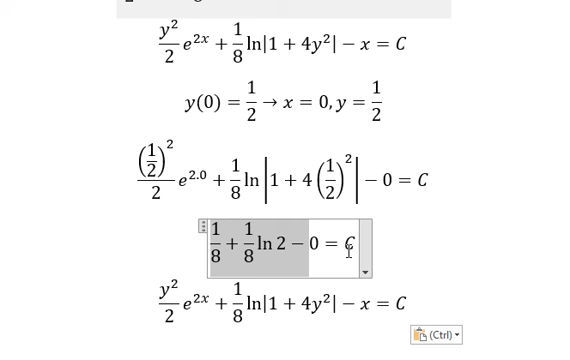 y²/2 e^{2x} + 1/8 ln|1 + 4y²| − x = C
y(0) = 1/2 → x = 0, y = 1/2
(1/2)²/2 e^{2.0} + 1/8 ln|1 + 4(1/2)²| − 0 = C
1/8 + 1/8 ln 2 − 0 = C
y²/2 e^{2x} + 1/8 ln|1 + 4y²| − x = C
(Ctrl)